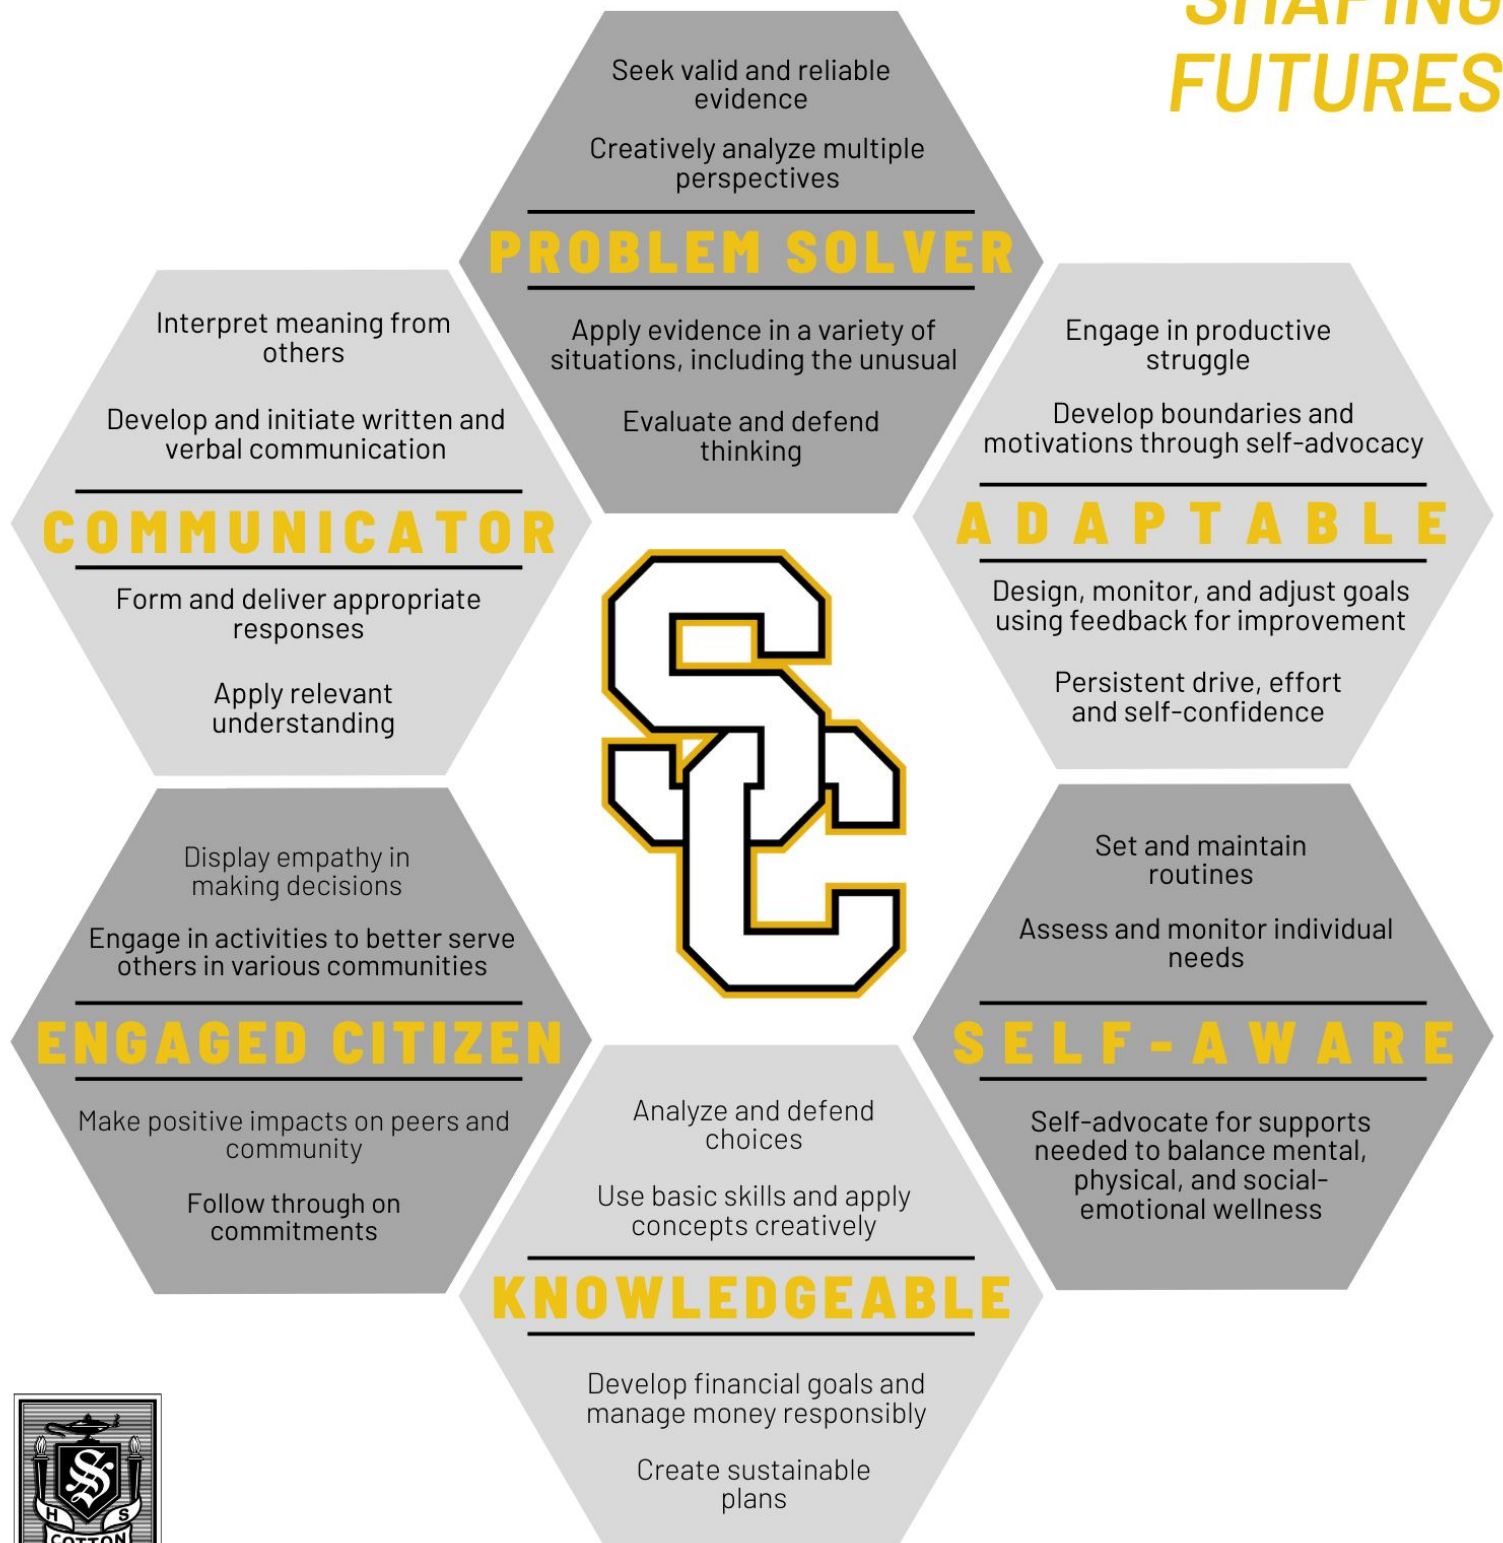 SHAPING
FUTURES
Seek valid and reliable
evidence
Creatively analyze multiple
perspectives
PROBLEM SOLVER
Apply evidence in a variety of
situations, including the unusual
Evaluate and defend
thinking
Interpret meaning from
others
Develop and initiate written and
verbal communication
COMMUNICATOR
Form and deliver appropriate
responses
Apply relevant
understanding
Engage in productive
struggle
Develop boundaries and
motivations through self-advocacy
ADAPTABLE
Design, monitor, and adjust goals
using feedback for improvement
Persistent drive, effort
and self-confidence
SC
Display empathy in
making decisions
Engage in activities to better serve
others in various communities
ENGAGED CITIZEN
Make positive impacts on peers and
community
Follow through on
commitments
Set and maintain
routines
Assess and monitor individual
needs
SELF-AWARE
Self-advocate for supports
needed to balance mental,
physical, and social-
emotional wellness
Analyze and defend
choices
Use basic skills and apply
concepts creatively
KNOWLEDGEABLE
Develop financial goals and
manage money responsibly
Create sustainable
plans
S
H S
COTTON